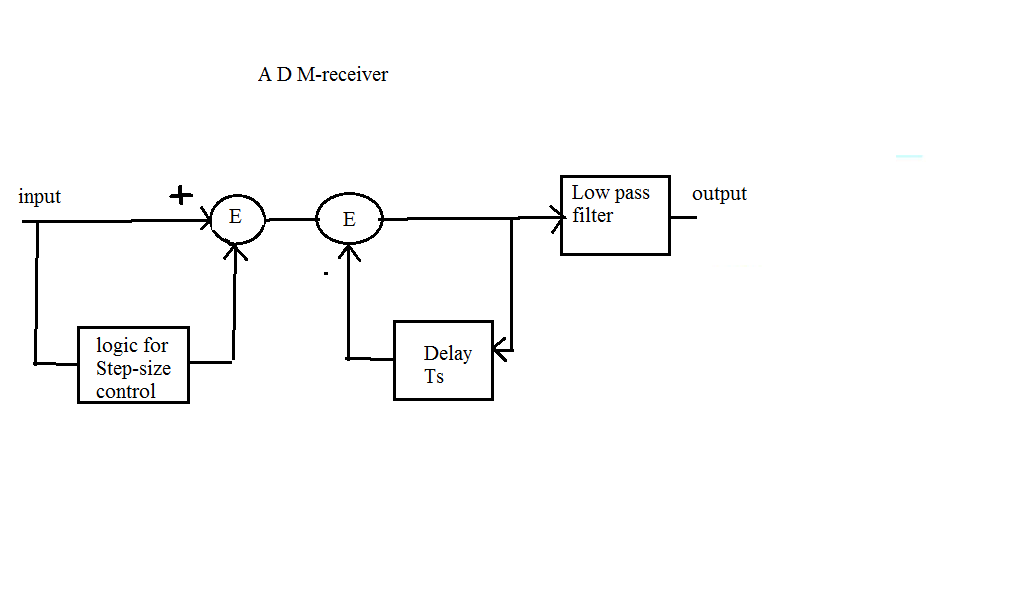 A D M-receiver
input
+
E
E
Low pass
filter
output
logic for
Step-size
control
Delay
Ts